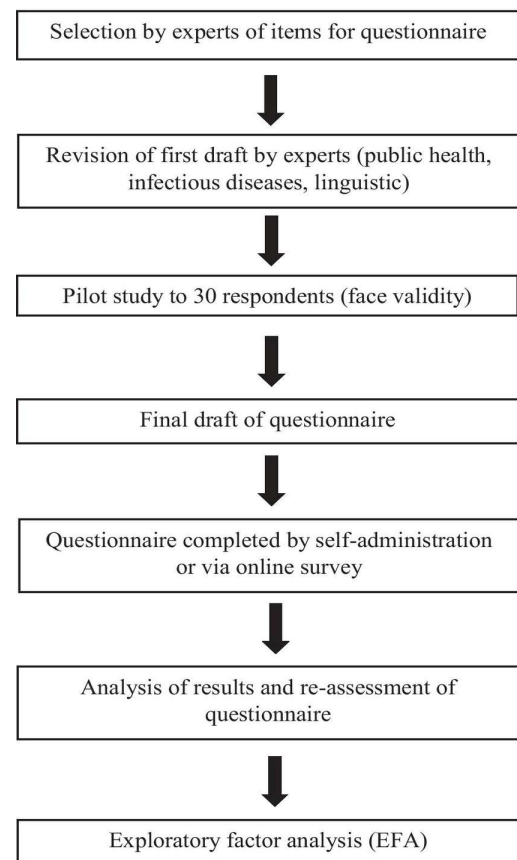 Selection by experts of items for questionnaire
Revision of first draft by experts (public health,
infectious diseases, linguistic)
Pilot study to 30 respondents (face validity)
Final draft of questionnaire
Questionnaire completed by self-administration
or via online survey
Analysis of results and re-assessment of
questionnaire
Exploratory factor analysis (EFA)